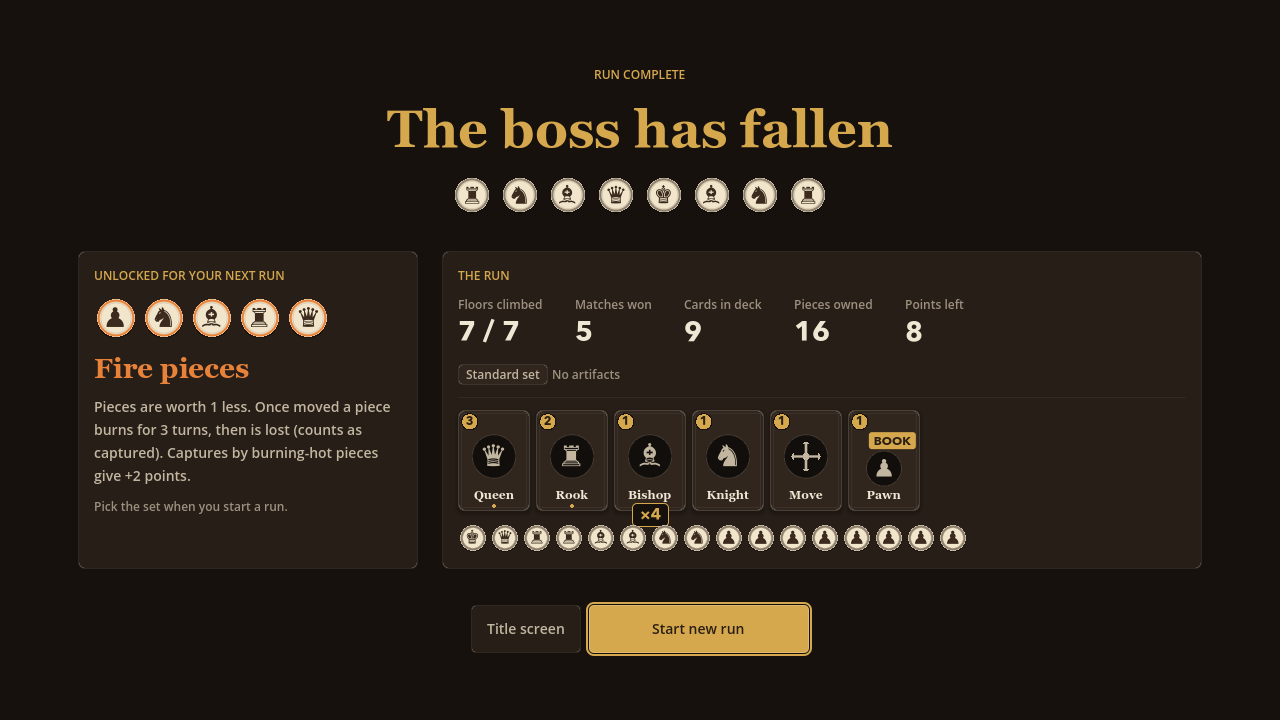 RUN COMPLETE
The boss has fallen
UNLOCKED FOR YOUR NEXT RUN
Fire pieces
Pieces are worth 1 less. Once moved a piece
burns for 3 turns, then is lost (counts as
captured). Captures by burning-hot pieces
give +2 points.
Pick the set when you start a run.
THE RUN
Floors climbed Matches won Cards in deck Pieces owned Points left
7 / 7 5 9 16 8
Standard set No artifacts
3 2 1 1 1 1
BOOK
Queen Rook Bishop Knight Move Pawn
×4
Title screen Start new run